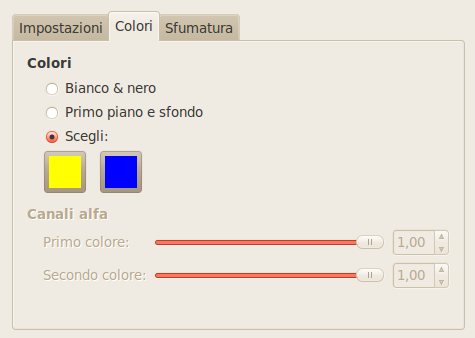 Impostazioni Colori Sfumatura
Colori
Bianco & nero
Primo piano e sfondo
Scegli:
Canali alfa
Primo colore: 1,00
Secondo colore: 1,00